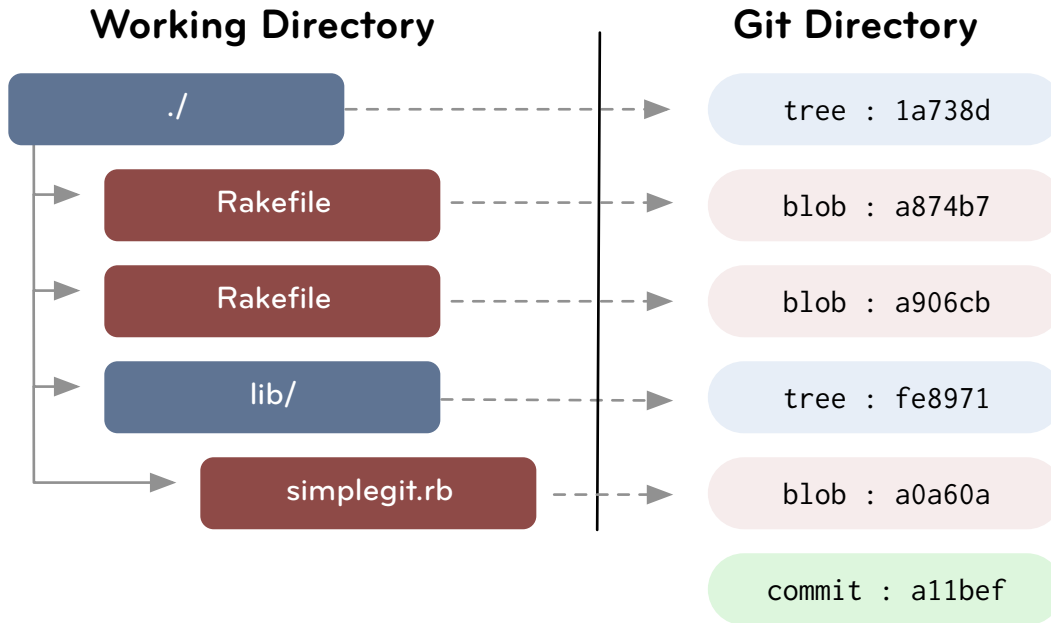 Working Directory
Git Directory
./
tree : 1a738d
Rakefile
blob : a874b7
Rakefile
blob : a906cb
lib/
tree : fe8971
simplegit.rb
blob : a0a60a
commit : a11bef